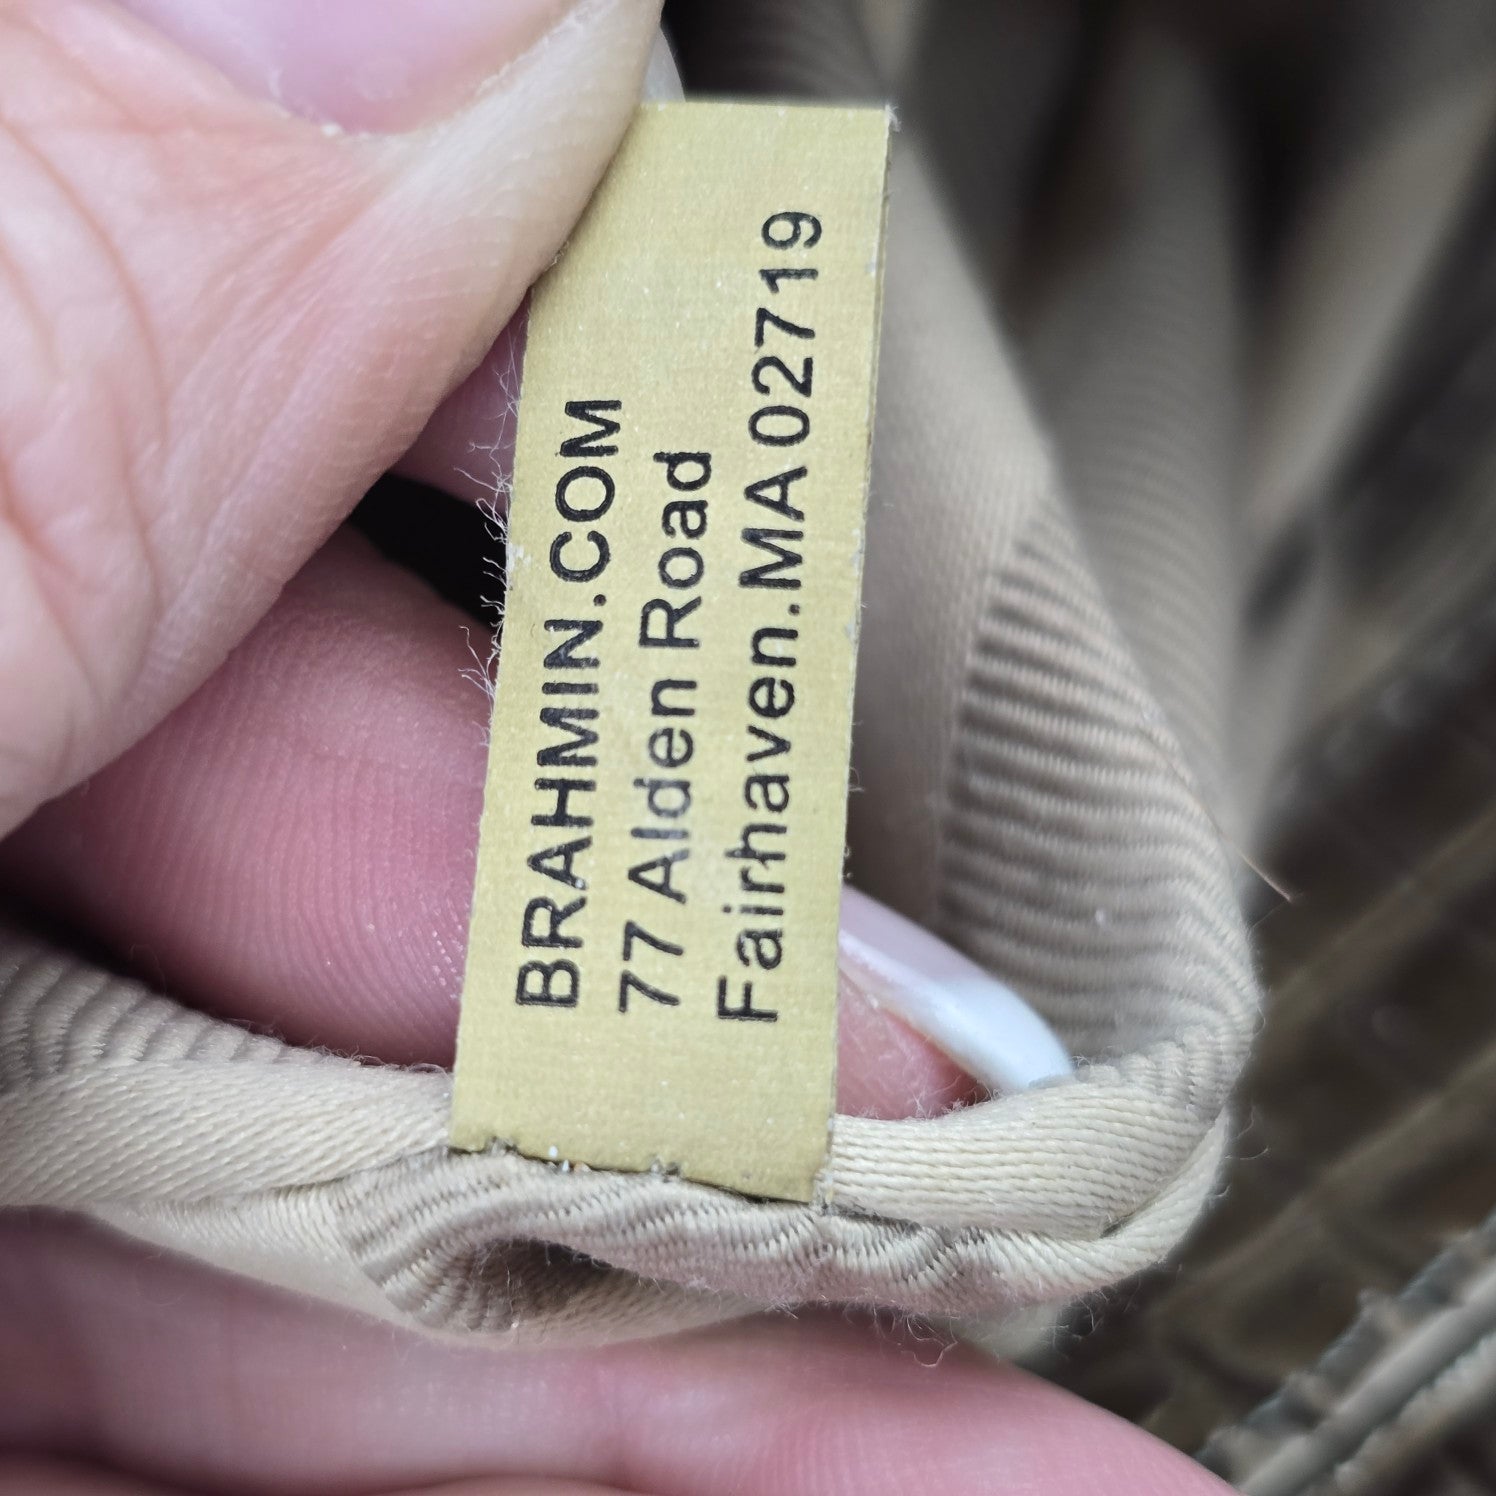 BRAHMIN.COM
77 Alden Road
Fairhaven.MA 02719